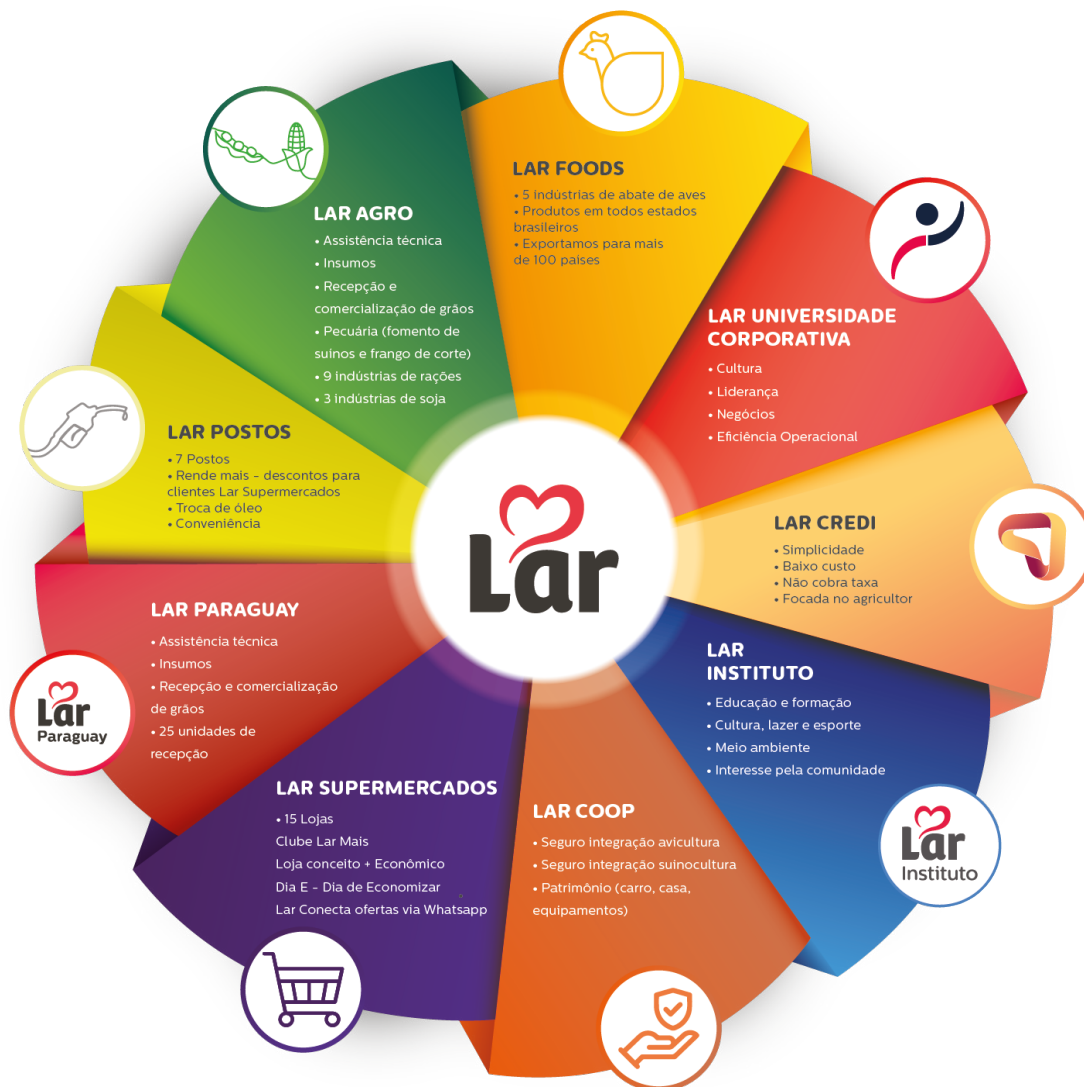 LAR FOODS
• 5 indústrias de abate de aves
• Produtos em todos estados
brasileiros
• Exportamos para mais
de 100 países
LAR UNIVERSIDADE
CORPORATIVA
• Cultura
• Liderança
• Negócios
• Eficiência Operacional
LAR CREDI
• Simplicidade
• Baixo custo
• Não cobra taxa
• Focada no agricultor
LAR
INSTITUTO
• Educação e formação
• Cultura, lazer e esporte
• Meio ambiente
• Interesse pela comunidade
Lar
Instituto
LAR COOP
• Seguro integração avicultura
• Seguro integração suinocultura
• Patrimônio (carro, casa,
equipamentos)
LAR SUPERMERCADOS
• 15 Lojas
Clube Lar Mais
Loja conceito + Econômico
Dia E - Dia de Economizar
Lar Conecta ofertas via Whatsapp
LAR PARAGUAY
• Assistência técnica
• Insumos
• Recepção e comercialização
de grãos
• 25 unidades de
recepção
Lar
Paraguay
LAR POSTOS
• 7 Postos
• Rende mais - descontos para
clientes Lar Supermercados
• Troca de óleo
• Conveniência
LAR AGRO
• Assistência técnica
• Insumos
• Recepção e
comercialização de grãos
• Pecuária (fomento de
suinos e frango de corte)
• 9 indústrias de rações
• 3 indústrias de soja
Lar